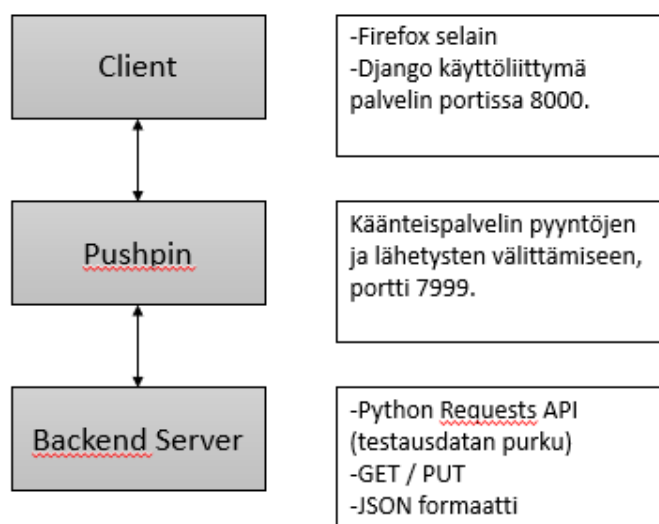 Client
-Firefox selain
-Django käyttöliittymä
palvelin portissa 8000.
Pushpin
Käänteispalvelin pyyntöjen
ja lähetysten välittämiseen,
portti 7999.
Backend Server
-Python Requests API
(testausdatan purku)
-GET / PUT
-JSON formaatti